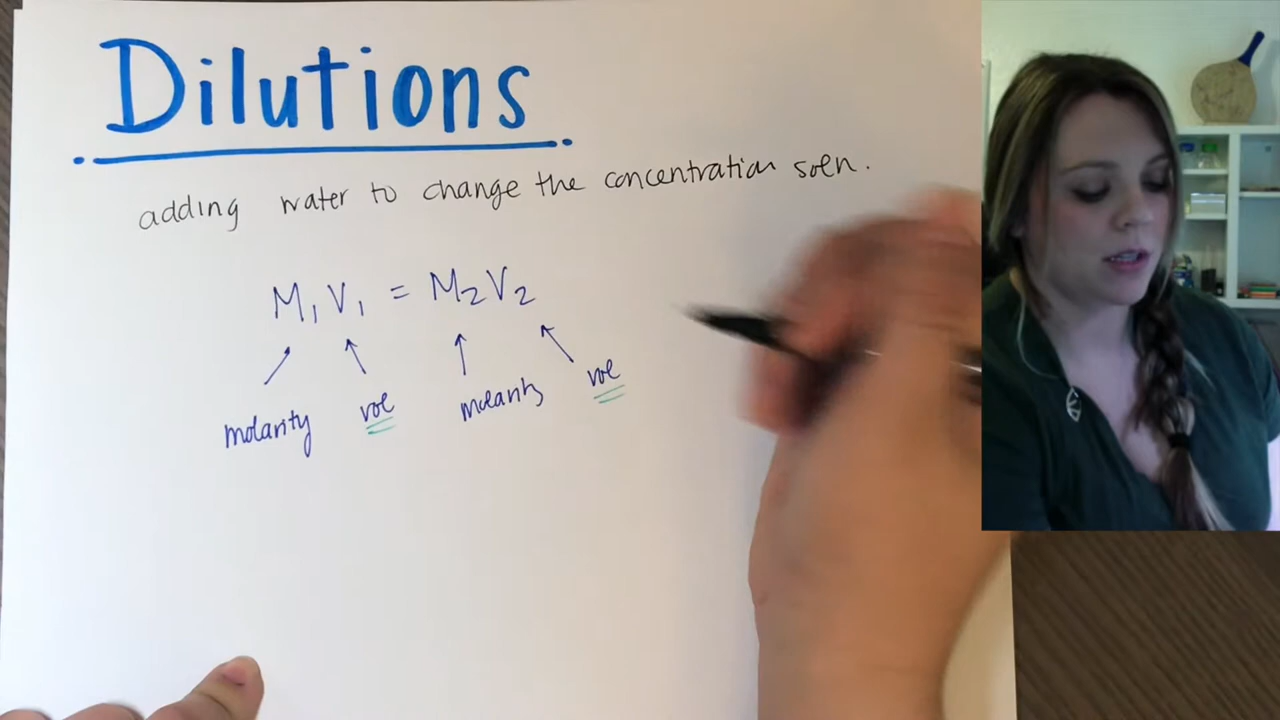 Dilutions
adding water to change the concentration soln.
M₁V₁ = M₂V₂
molarity vol molarity vol